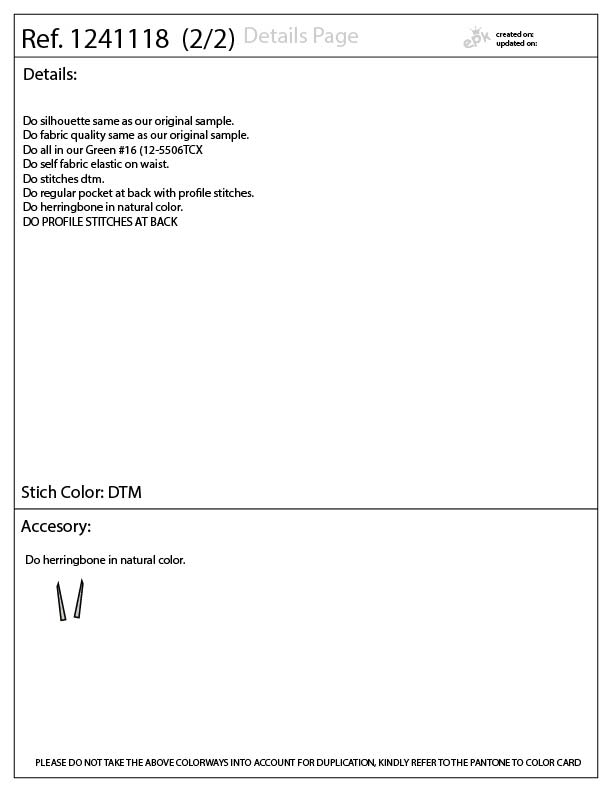 Ref. 1241118 (2/2) Details Page
epk
created on:
updated on:
Details:
Do silhouette same as our original sample.
Do fabric quality same as our original sample.
Do all in our Green #16 (12-5506TCX
Do self fabric elastic on waist.
Do stitches dtm.
Do regular pocket at back with profile stitches.
Do herringbone in natural color.
DO PROFILE STITCHES AT BACK
Stich Color: DTM
Accesory:
Do herringbone in natural color.
PLEASE DO NOT TAKE THE ABOVE COLORWAYS INTO ACCOUNT FOR DUPLICATION, KINDLY REFER TO THE PANTONE TO COLOR CARD